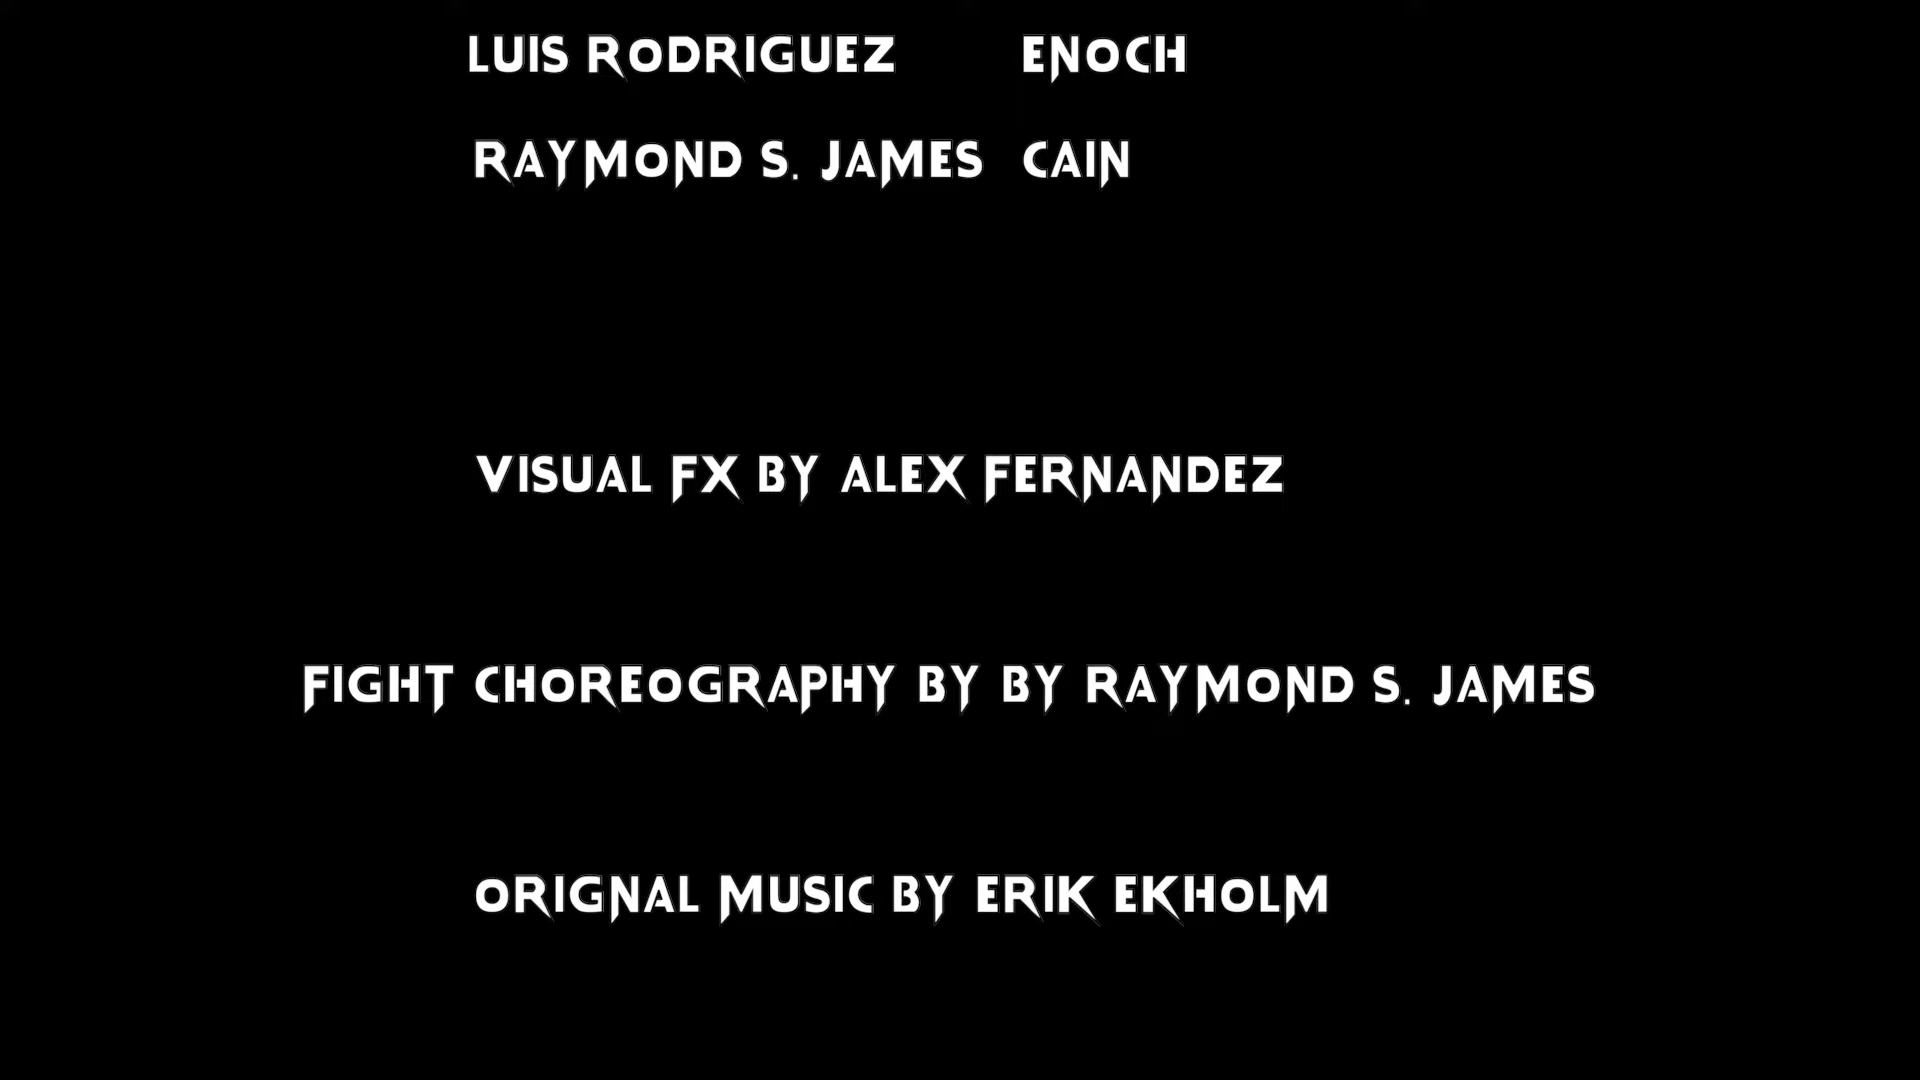 LUIS RODRIGUEZ ENOCH
RAYMOND S. JAMES CAIN
VISUAL FX BY ALEX FERNANDEZ
FIGHT CHOREOGRAPHY BY BY RAYMOND S. JAMES
ORIGNAL MUSIC BY ERIK EKHOLM